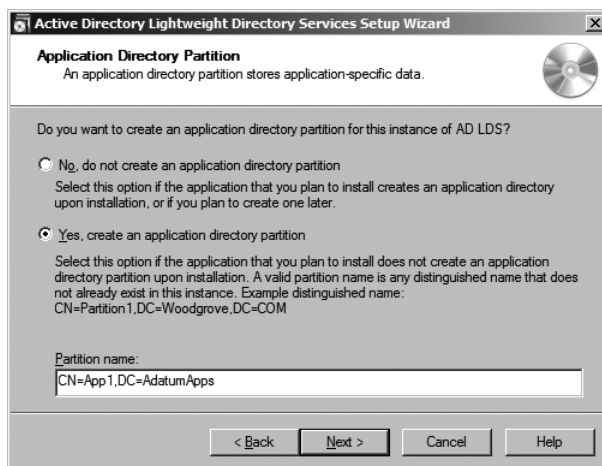 Active Directory Lightweight Directory Services Setup Wizard
Application Directory Partition
An application directory partition stores application-specific data.
Do you want to create an application directory partition for this instance of AD LDS?
No, do not create an application directory partition
Select this option if the application that you plan to install creates an application directory
upon installation, or if you plan to create one later.
Yes, create an application directory partition
Select this option if the application that you plan to install does not create an application
directory partition upon installation. A valid partition name is any distinguished name that does
not already exist in this instance. Example distinguished name:
CN=Partition1,DC=Woodgrove,DC=COM
Partition name:
CN=App1,DC=AdatumApps
< Back Next > Cancel Help